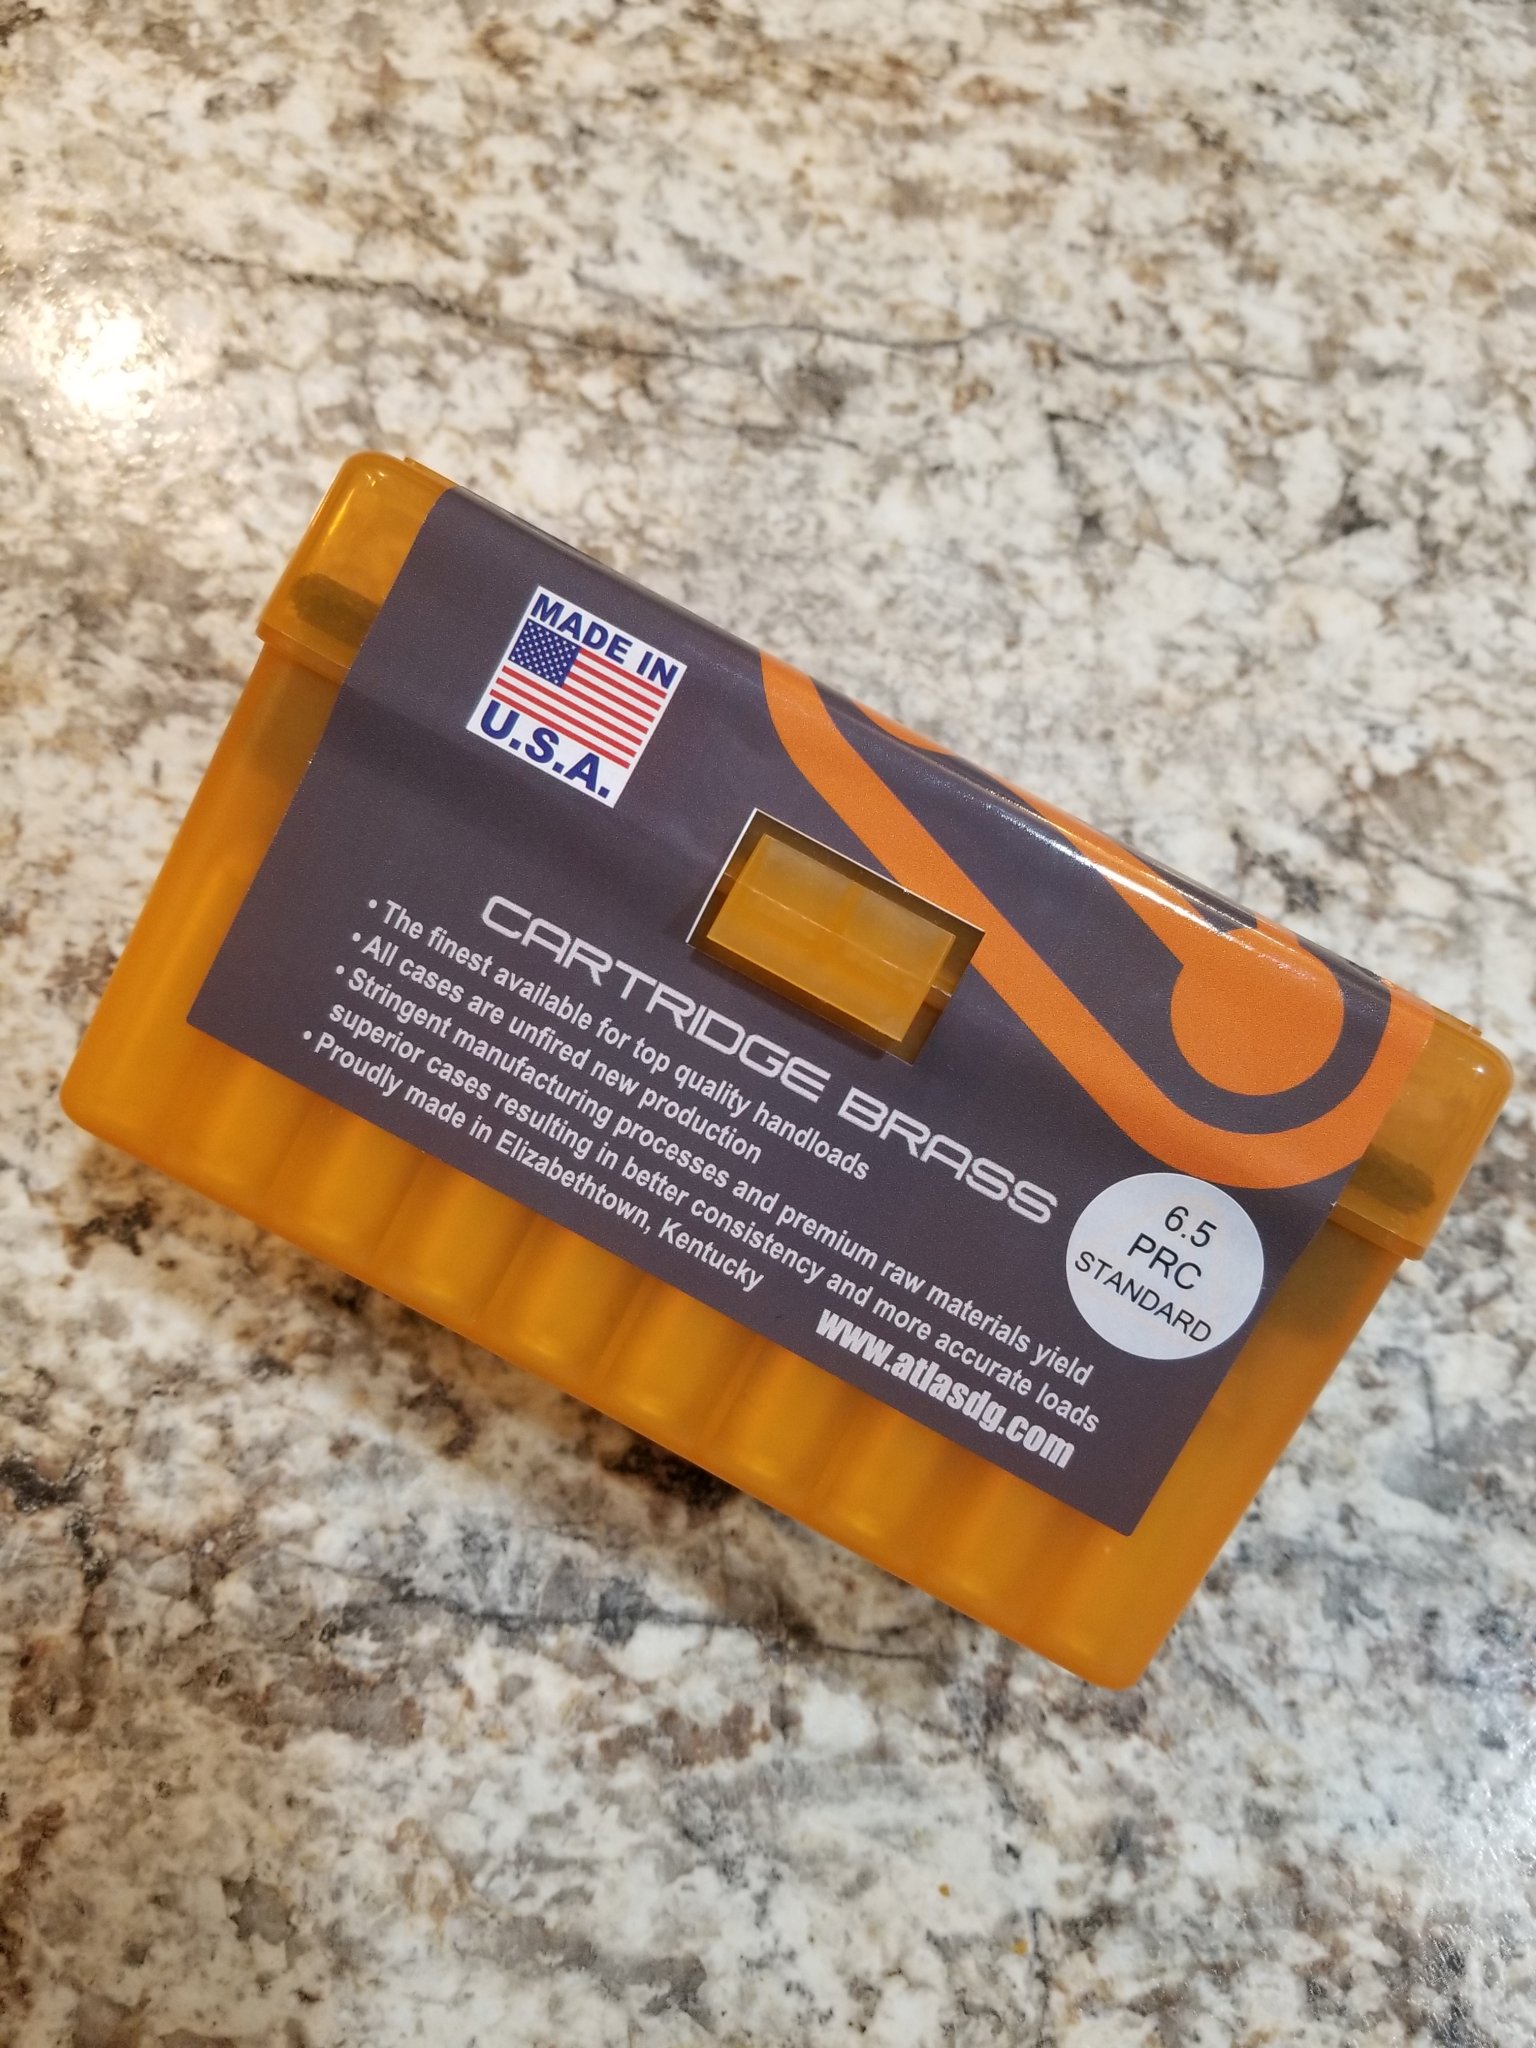 MADE IN
U.S.A.
CARTRIDGE BRASS
• The finest available for top quality handloads
• All cases are unfired new production
• Stringent manufacturing processes and premium raw materials yield
superior cases resulting in better consistency and more accurate loads
• Proudly made in Elizabethtown, Kentucky
www.atlasdg.com
6.5
PRC
STANDARD